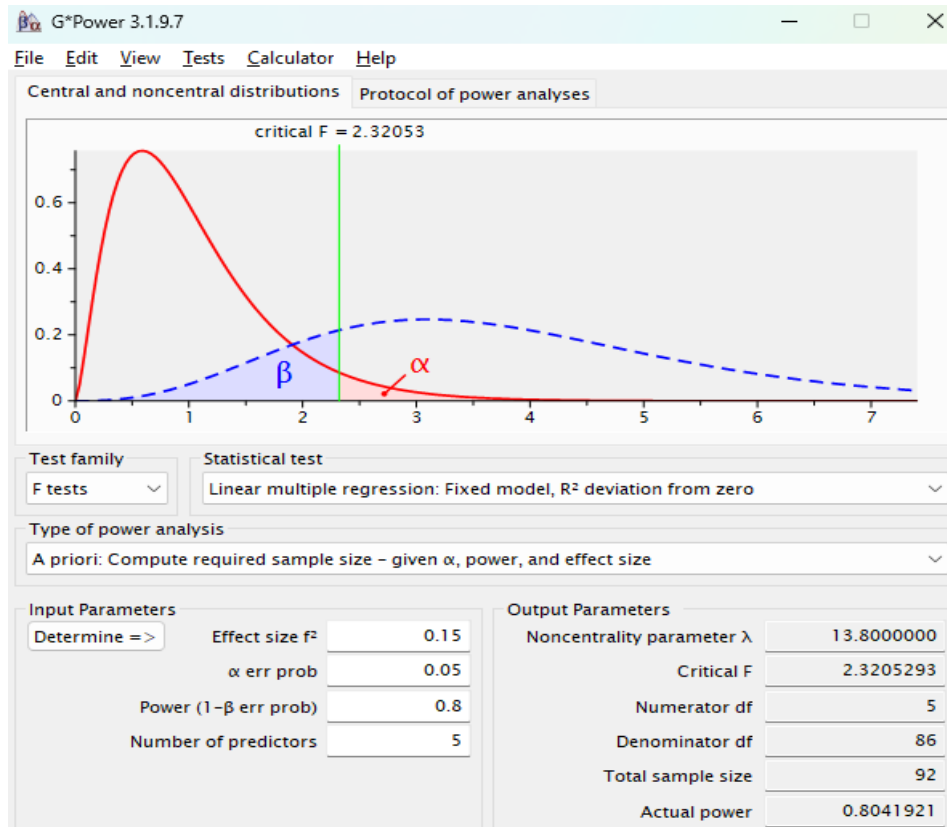 G*Power 3.1.9.7
File Edit View Tests Calculator Help
Central and noncentral distributions Protocol of power analyses
critical F = 2.32053
0.6
0.4
0.2
0
β
α
0 1 2 3 4 5 6 7
Test family Statistical test
F tests Linear multiple regression: Fixed model, R² deviation from zero
Type of power analysis
A priori: Compute required sample size – given α, power, and effect size
Input Parameters Output Parameters
Determine => Effect size f² 0.15 Noncentrality parameter λ 13.8000000
α err prob 0.05 Critical F 2.3205293
Power (1-β err prob) 0.8 Numerator df 5
Number of predictors 5 Denominator df 86
Total sample size 92
Actual power 0.8041921